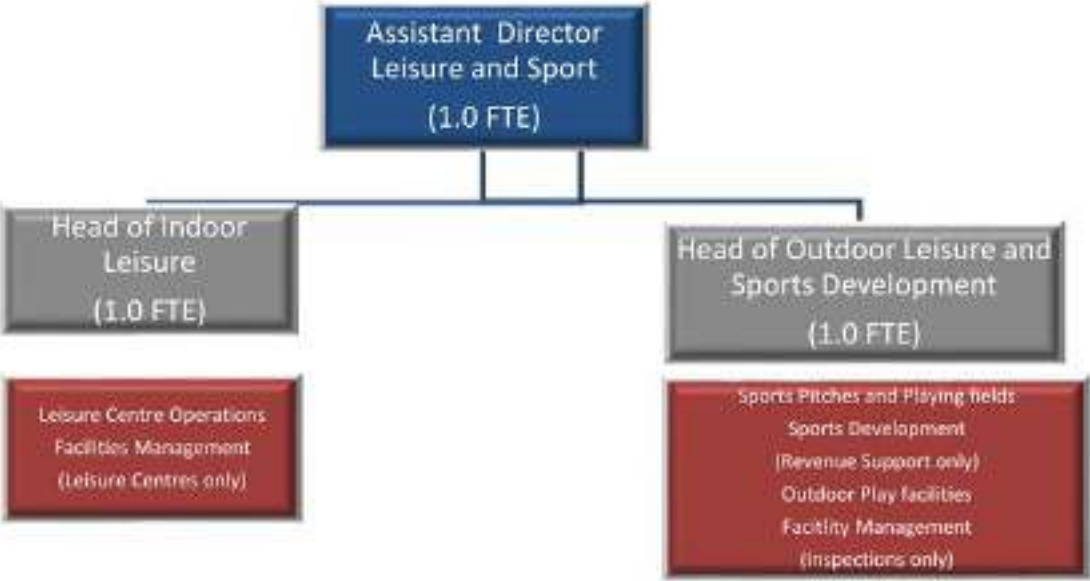 Assistant Director
Leisure and Sport
(1.0 FTE)
Head of Indoor
Leisure
(1.0 FTE)
Head of Outdoor Leisure and
Sports Development
(1.0 FTE)
Leisure Centre Operations
Facilities Management
(Leisure Centres only)
Sports Pitches and Playing fields
Sports Development
(Revenue Support only)
Outdoor Play facilities
Facitlity Management
(Inspections only)